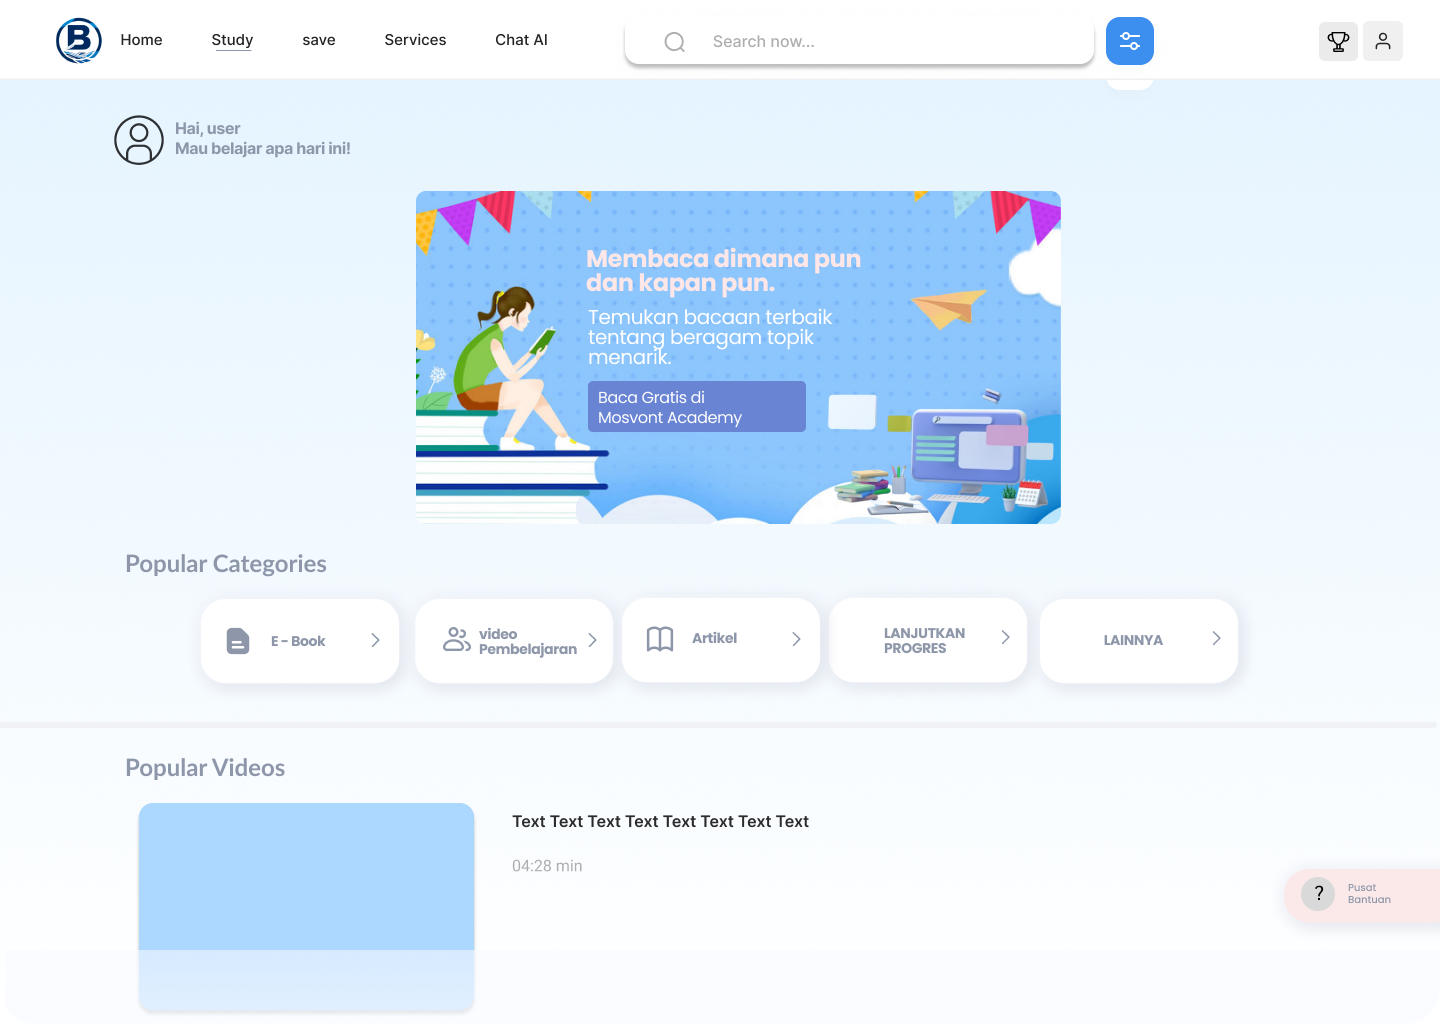 B
Home
Study
save
Services
Chat AI
Search now...
Hai, user
Mau belajar apa hari ini!
Membaca dimana pun
dan kapan pun.
Temukan bacaan terbaik
tentang beragam topik
menarik.
Baca Gratis di
Mosvont Academy
Popular Categories
E - Book
video
Pembelajaran
Artikel
LANJUTKAN
PROGRES
LAINNYA
Popular Videos
Text Text Text Text Text Text Text Text
04:28 min
?
Pusat
Bantuan